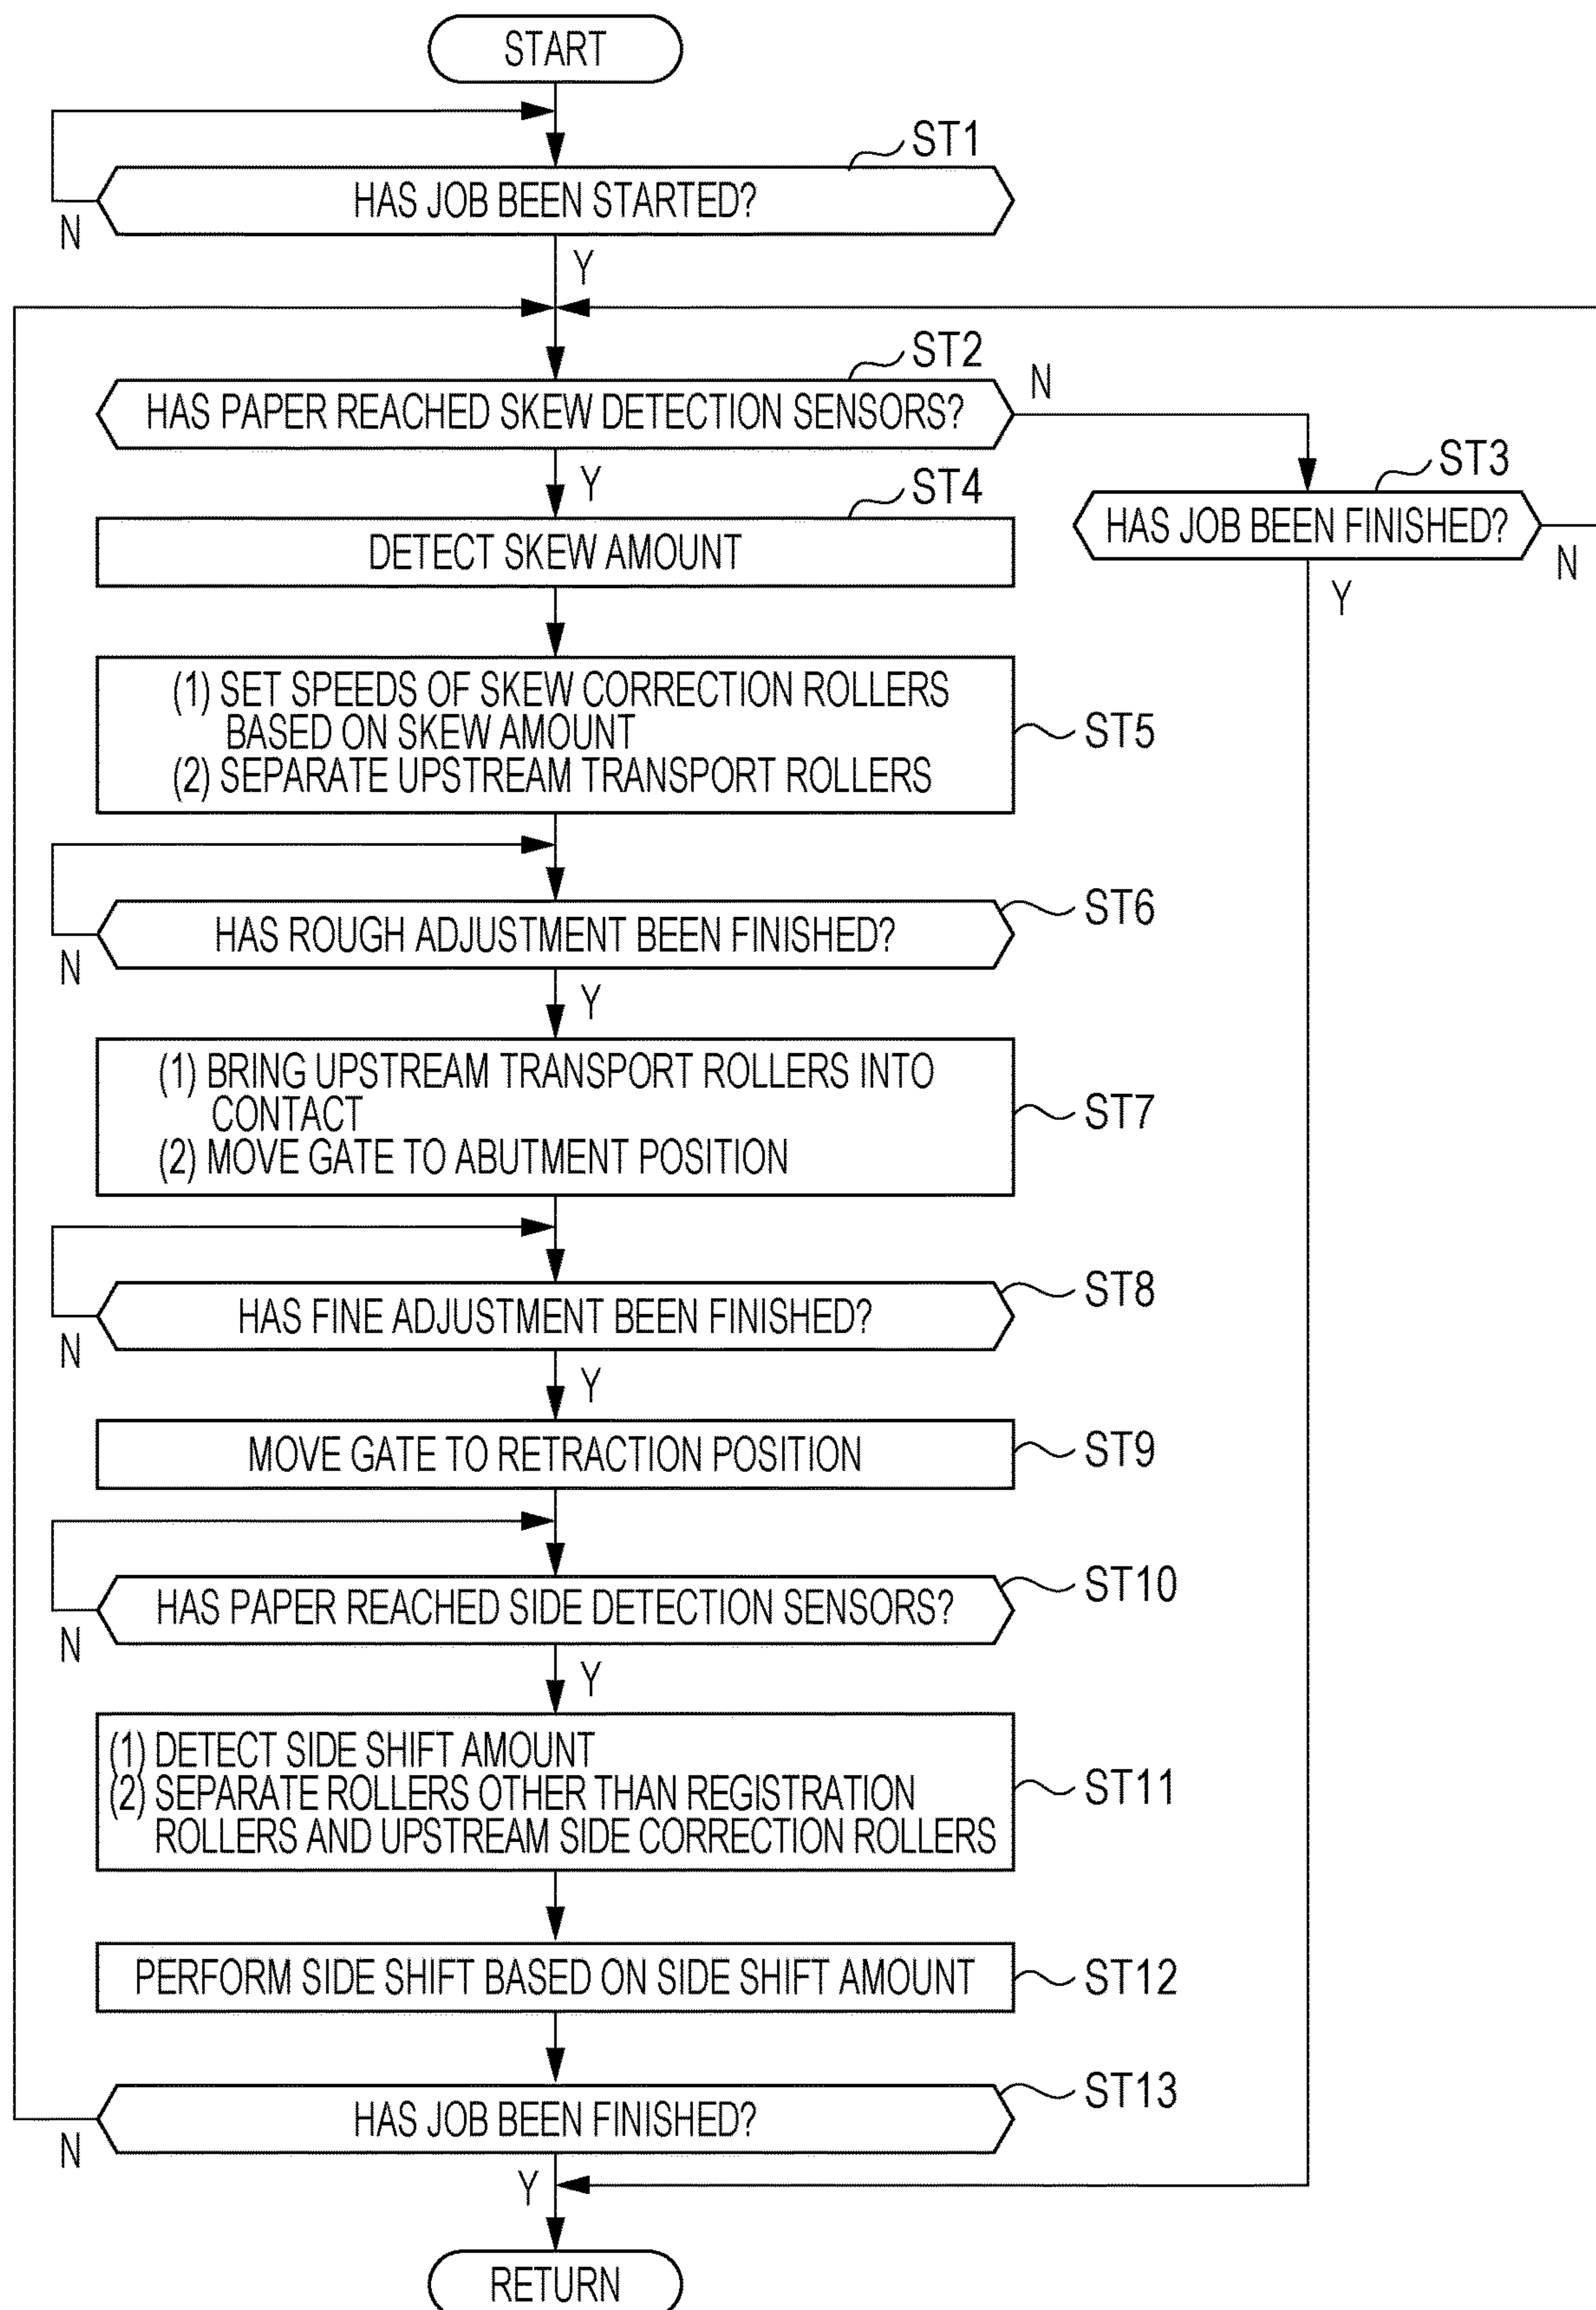 START
ST1
HAS JOB BEEN STARTED?
N
Y
ST2
HAS PAPER REACHED SKEW DETECTION SENSORS?
N
ST3
HAS JOB BEEN FINISHED?
N
Y
Y
ST4
DETECT SKEW AMOUNT
(1) SET SPEEDS OF SKEW CORRECTION ROLLERS
BASED ON SKEW AMOUNT
(2) SEPARATE UPSTREAM TRANSPORT ROLLERS
ST5
HAS ROUGH ADJUSTMENT BEEN FINISHED?
ST6
N
Y
(1) BRING UPSTREAM TRANSPORT ROLLERS INTO
CONTACT
(2) MOVE GATE TO ABUTMENT POSITION
ST7
HAS FINE ADJUSTMENT BEEN FINISHED?
ST8
N
Y
MOVE GATE TO RETRACTION POSITION
ST9
HAS PAPER REACHED SIDE DETECTION SENSORS?
ST10
N
Y
(1) DETECT SIDE SHIFT AMOUNT
(2) SEPARATE ROLLERS OTHER THAN REGISTRATION
ROLLERS AND UPSTREAM SIDE CORRECTION ROLLERS
ST11
PERFORM SIDE SHIFT BASED ON SIDE SHIFT AMOUNT
ST12
HAS JOB BEEN FINISHED?
ST13
N
Y
RETURN